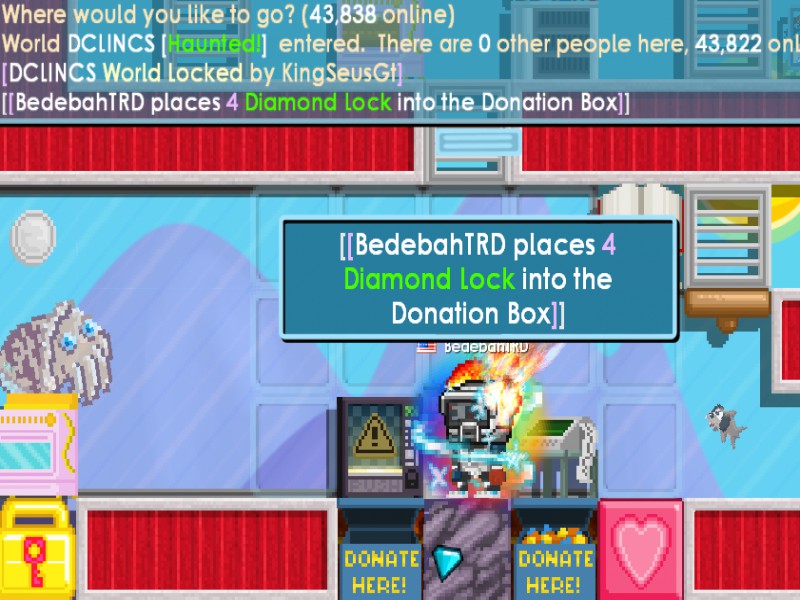 Where would you like to go? (43,838 online)
World DCLINCS [Haunted!] entered. There are 0 other people here, 43,822 onl
[DCLINCS World Locked by KingSeusGt]
[[BedebahTRD places 4 Diamond Lock into the Donation Box]]
[[BedebahTRD places 4
Diamond Lock into the
Donation Box]]
BedebahTRD
DONATE
HERE!
DONATE
HERE!